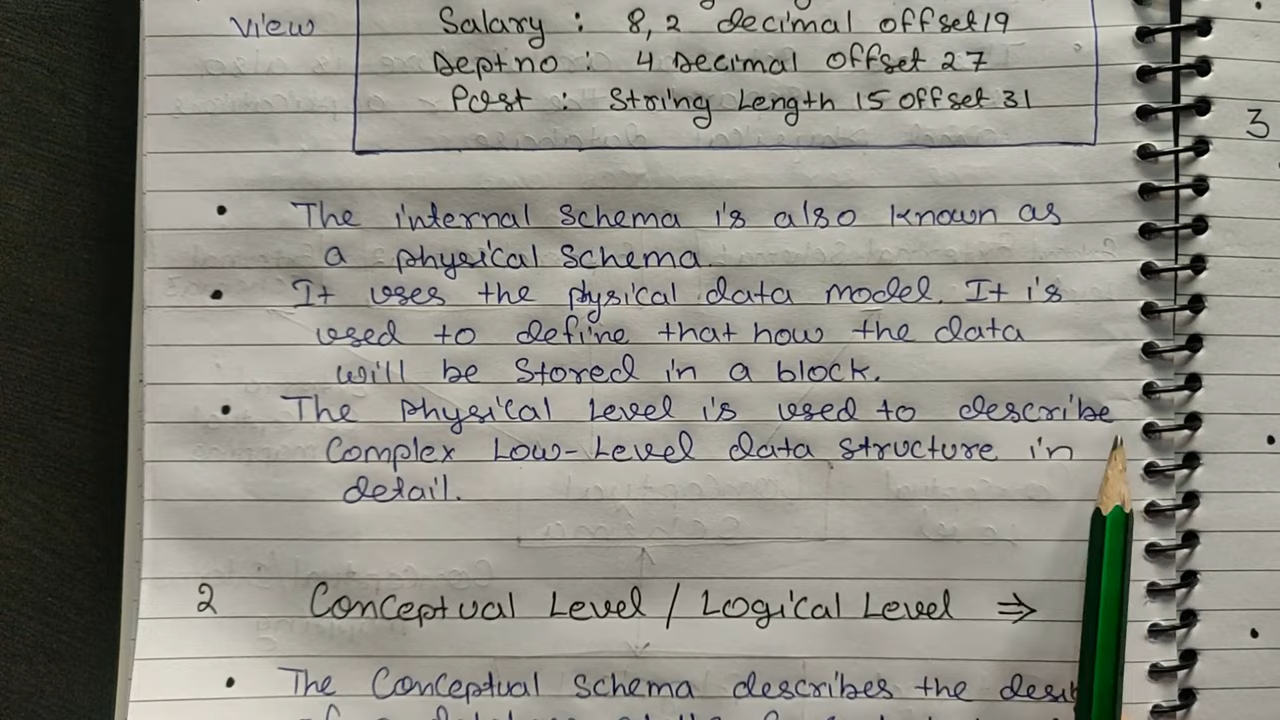 View
Salary : 8,2 decimal offset 19
Deptno : 4 Decimal offset 27
Post : String Length 15 offset 31
3
• The internal Schema is also known as
a physical Schema.
• It uses the physical data model. It is
used to define that how the data
will be Stored in a block.
• The physical Level is used to describe
Complex Low-Level data structure in
detail.
2 Conceptual Level / Logical Level ⇒
• The Conceptual schema describes the